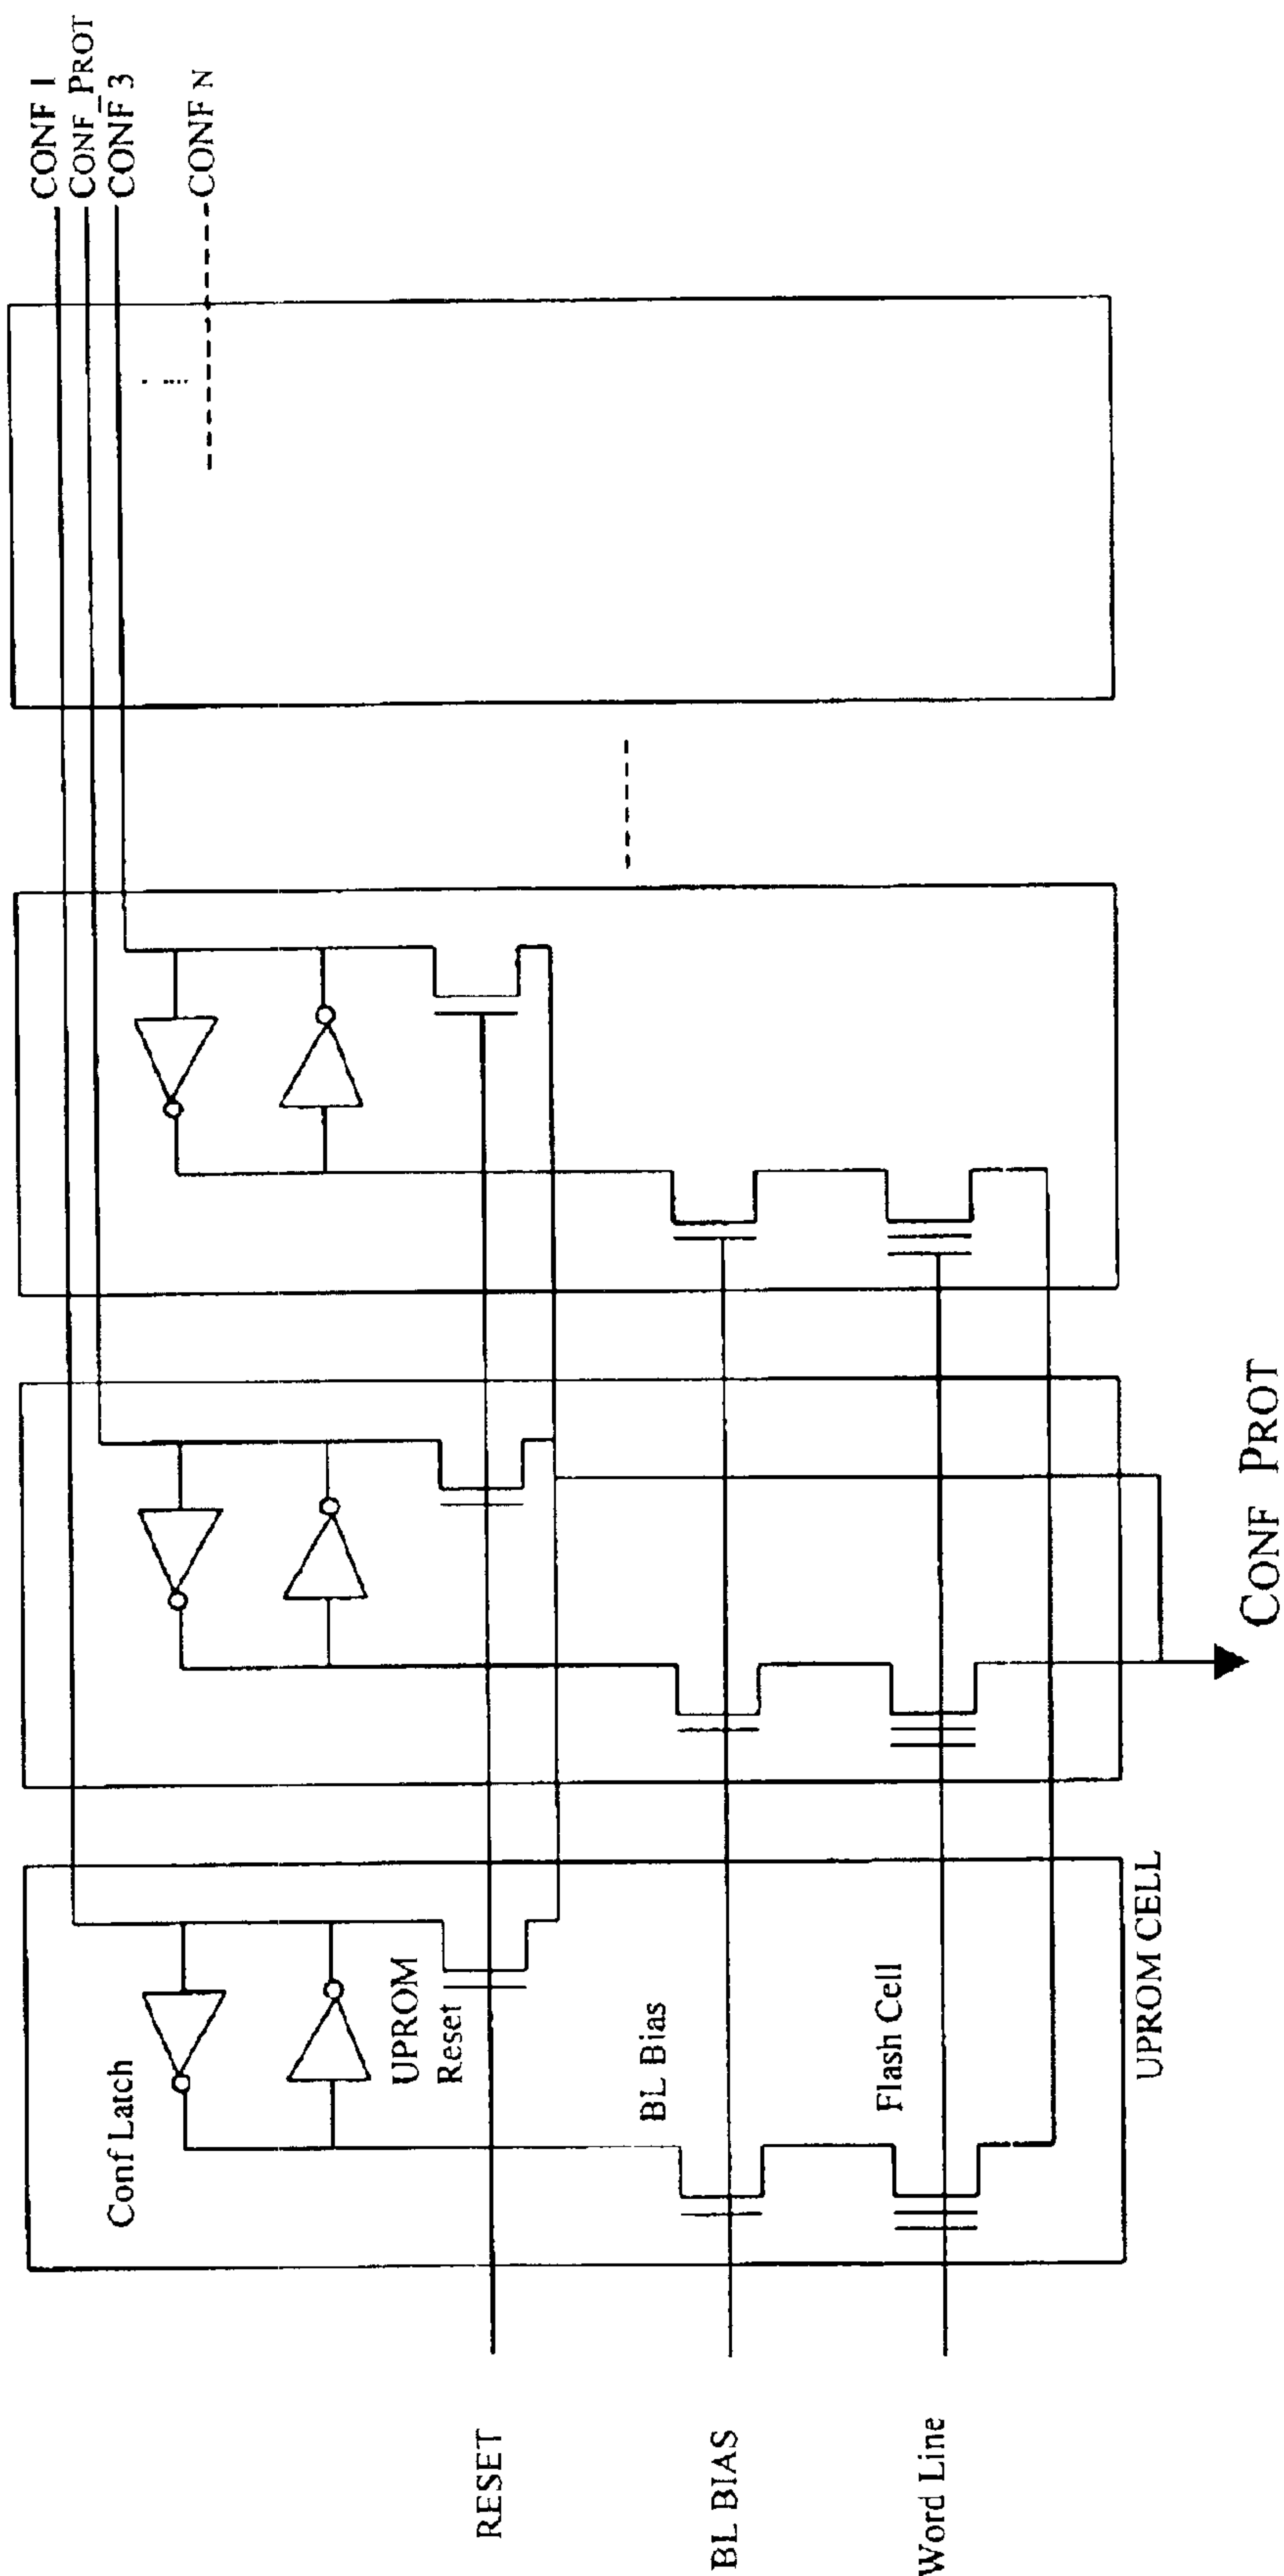 CONF 1
CONF_PROT
CONF 3
CONF N
Conf Latch
UPROM
Reset
RESET
BL Bias
BL BIAS
Flash Cell
Word Line
UPROM CELL
CONF PROT